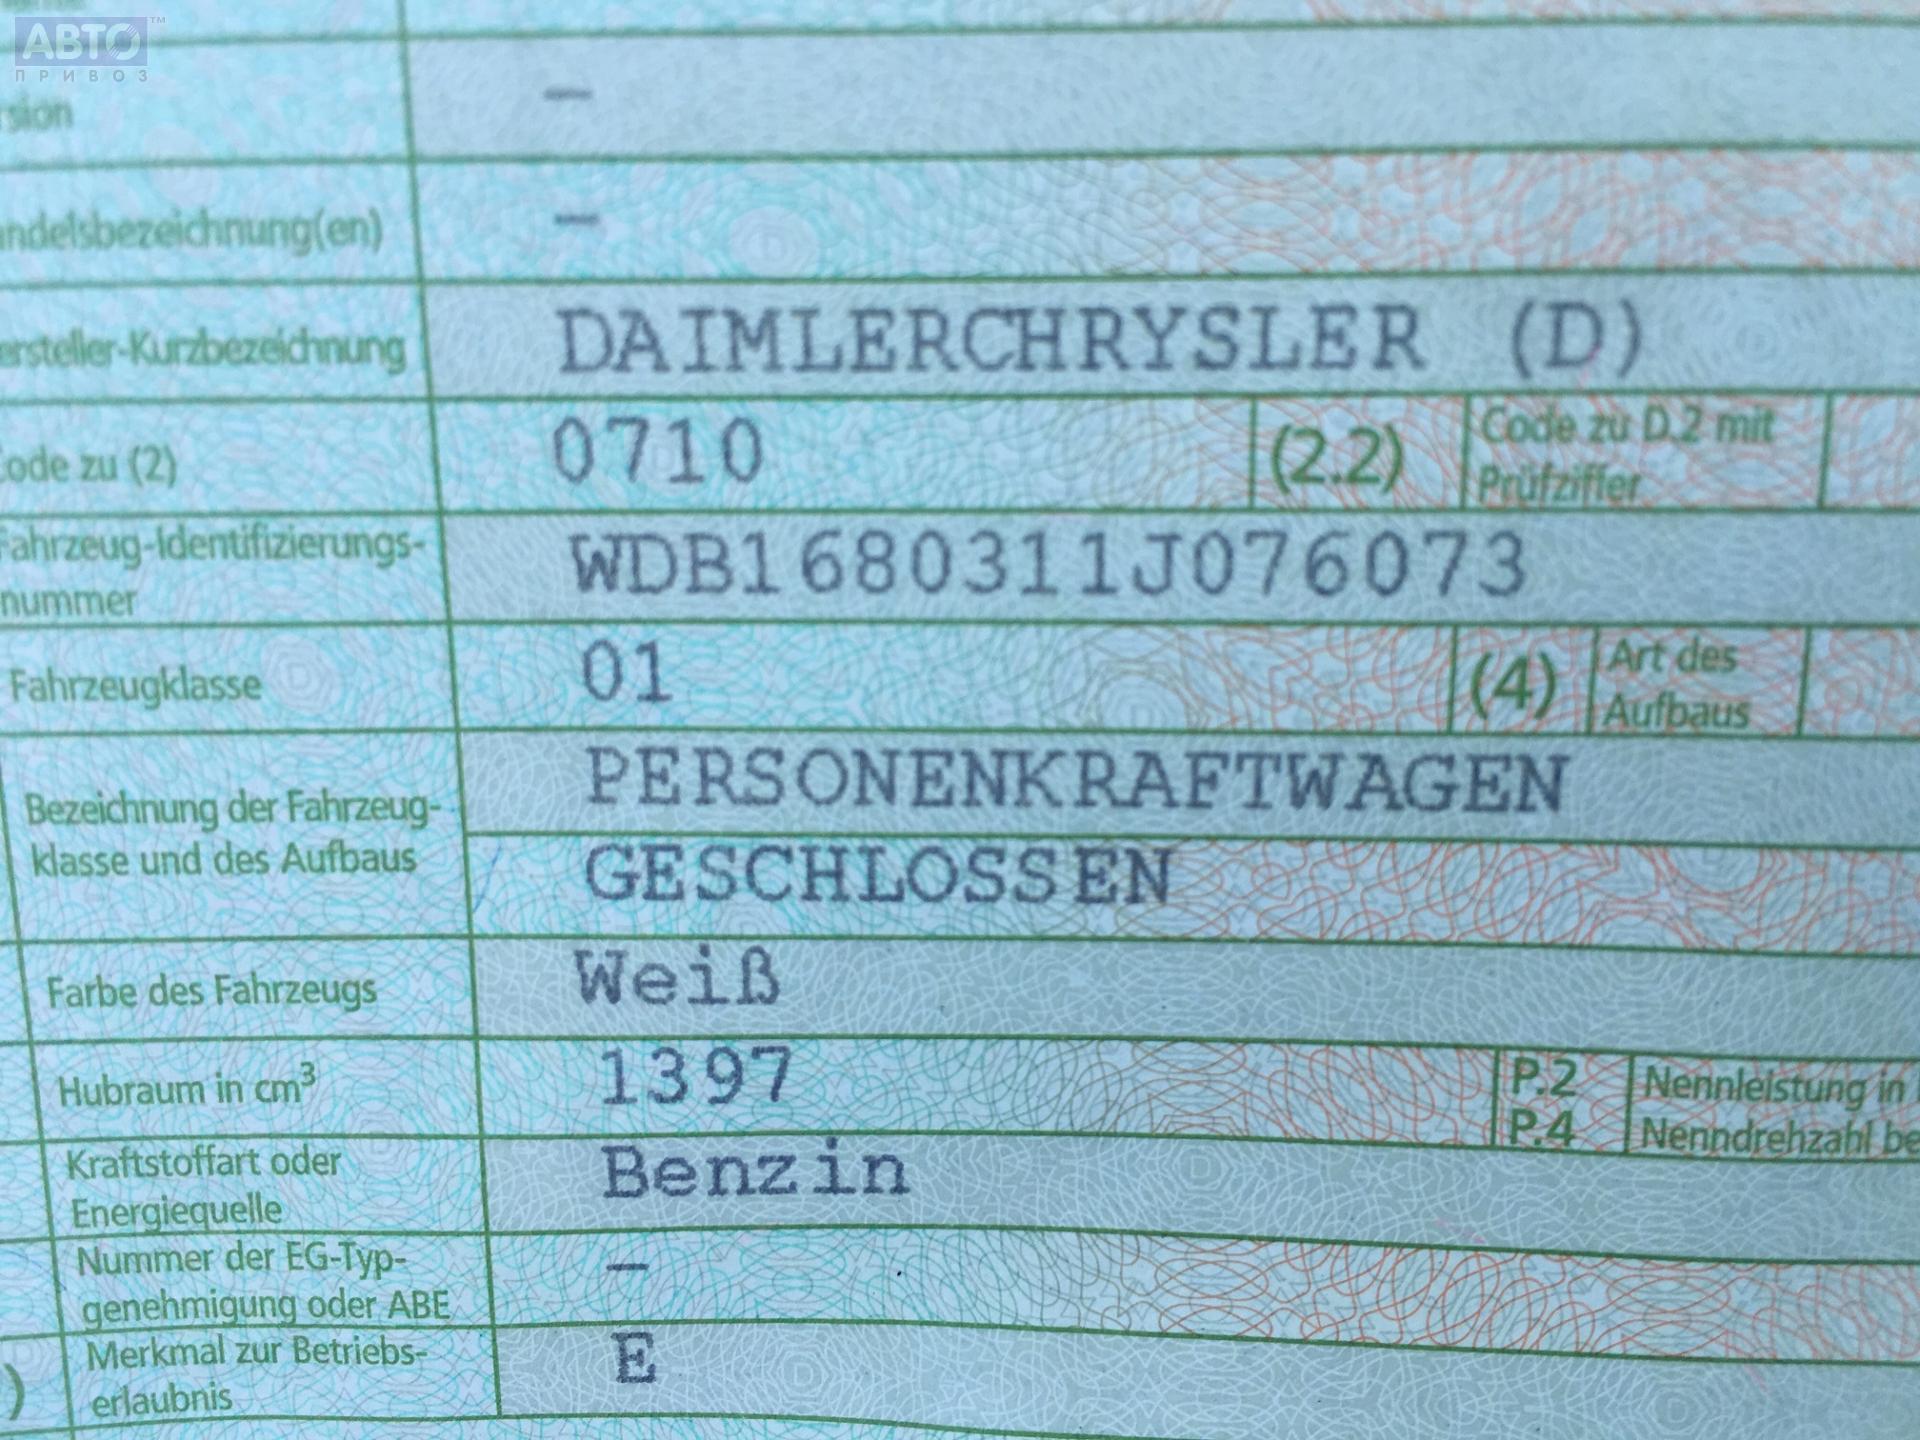 АВТО™
ПРИВОЗ
rsion –
andelsbezeichnung(en) –
ersteller-Kurzbezeichnung DAIMLERCHRYSLER (D)
Code zu (2) 0710 (2.2) Code zu D.2 mit
Prüfziffer
Fahrzeug-Identifizierungs-
nummer WDB1680311J076073
Fahrzeugklasse 01 (4) Art des
Aufbaus
Bezeichnung der Fahrzeug-
klasse und des Aufbaus
PERSONENKRAFTWAGEN
GESCHLOSSEN
Farbe des Fahrzeugs Weiß
Hubraum in cm³ 1397 P.2 Nennleistung in
P.4 Nenndrehzahl be
Kraftstoffart oder
Energiequelle Benzin
Nummer der EG-Typ-
genehmigung oder ABE –
Merkmal zur Betriebs-
erlaubnis E
)